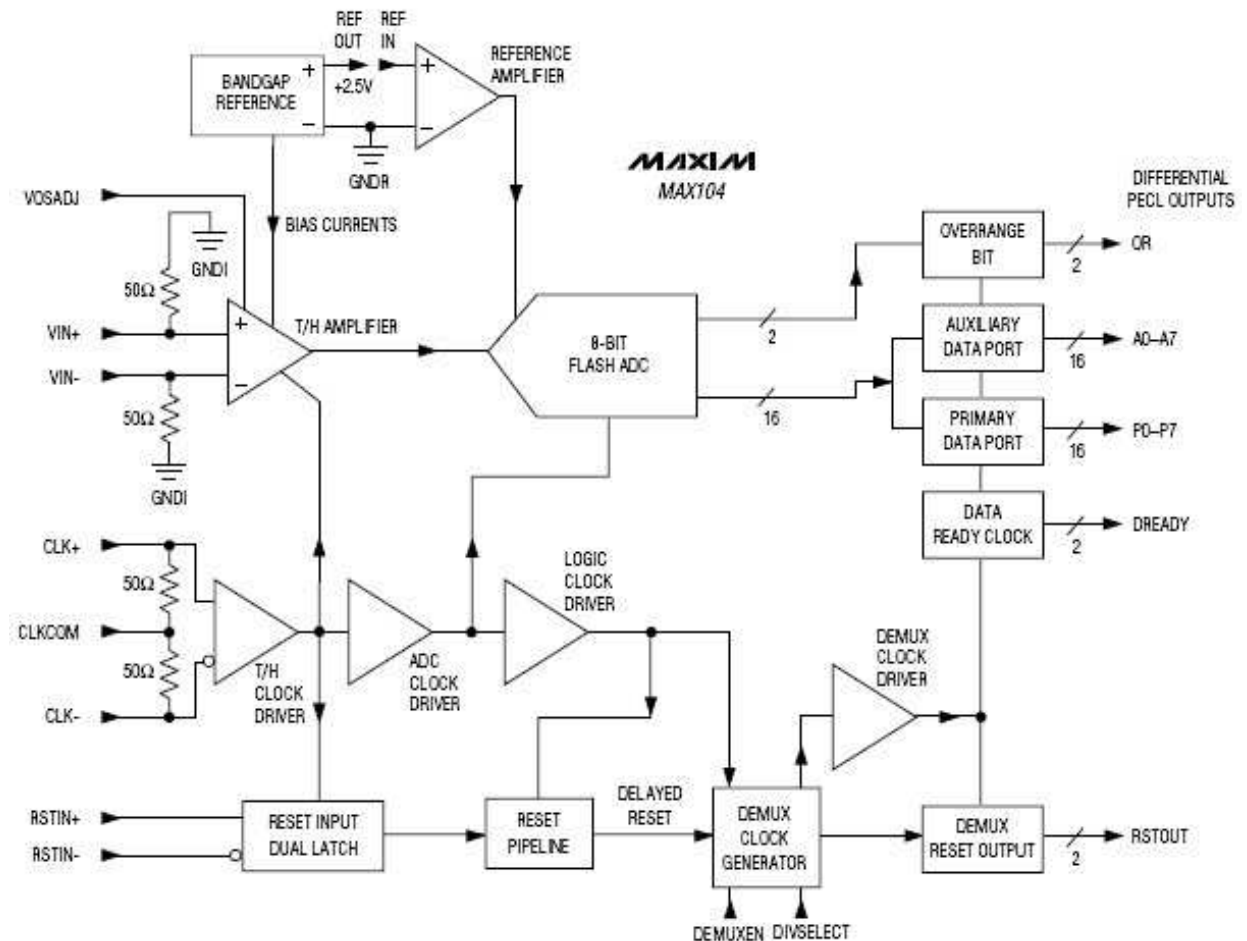 REF
OUT
REF
IN
REFERENCE
AMPLIFIER
BANDGAP
REFERENCE
+
+2.5V
+
−
−
GNDR
MAXIM
MAX104
DIFFERENTIAL
PECL OUTPUTS
VOSADJ
BIAS CURRENTS
GNDI
50Ω
OVERRANGE
BIT
2
OR
VIN+
+
T/H AMPLIFIER
8-BIT
FLASH ADC
2
AUXILIARY
DATA PORT
16
A0–A7
VIN-
−
50Ω
GNDI
16
PRIMARY
DATA PORT
16
P0–P7
DATA
READY CLOCK
2
DREADY
CLK+
50Ω
CLKCOM
50Ω
CLK-
T/H
CLOCK
DRIVER
ADC
CLOCK
DRIVER
LOGIC
CLOCK
DRIVER
DEMUX
CLOCK
DRIVER
RSTIN+
RSTIN-
RESET INPUT
DUAL LATCH
RESET
PIPELINE
DELAYED
RESET
DEMUX
CLOCK
GENERATOR
DEMUX
RESET OUTPUT
2
RSTOUT
DEMUXEN
DIVSELECT